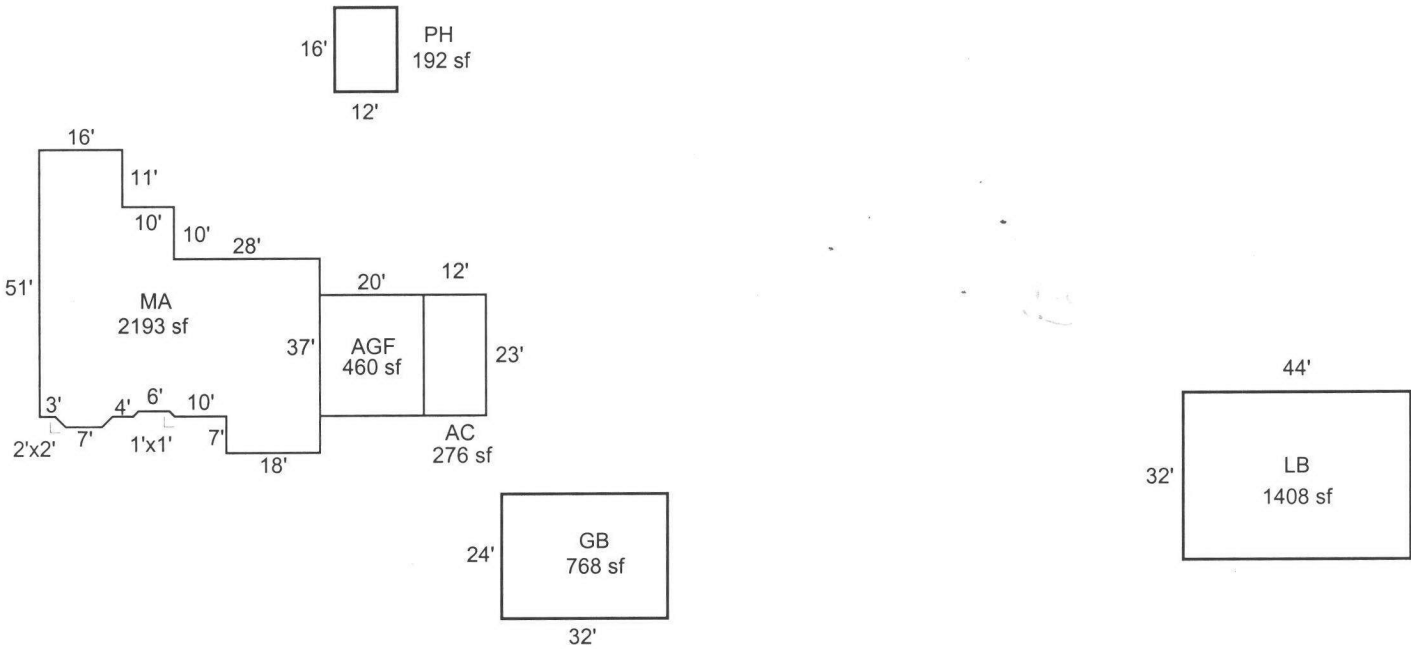 PH
16'
192 sf
12'
16'
11'
10'
10'
28'
51'
MA
2193 sf
20'
12'
37'
AGF
460 sf
23'
3'
4'
6'
10'
7'
7'
2'x2'
1'x1'
18'
AC
276 sf
24'
GB
768 sf
32'
44'
32'
LB
1408 sf